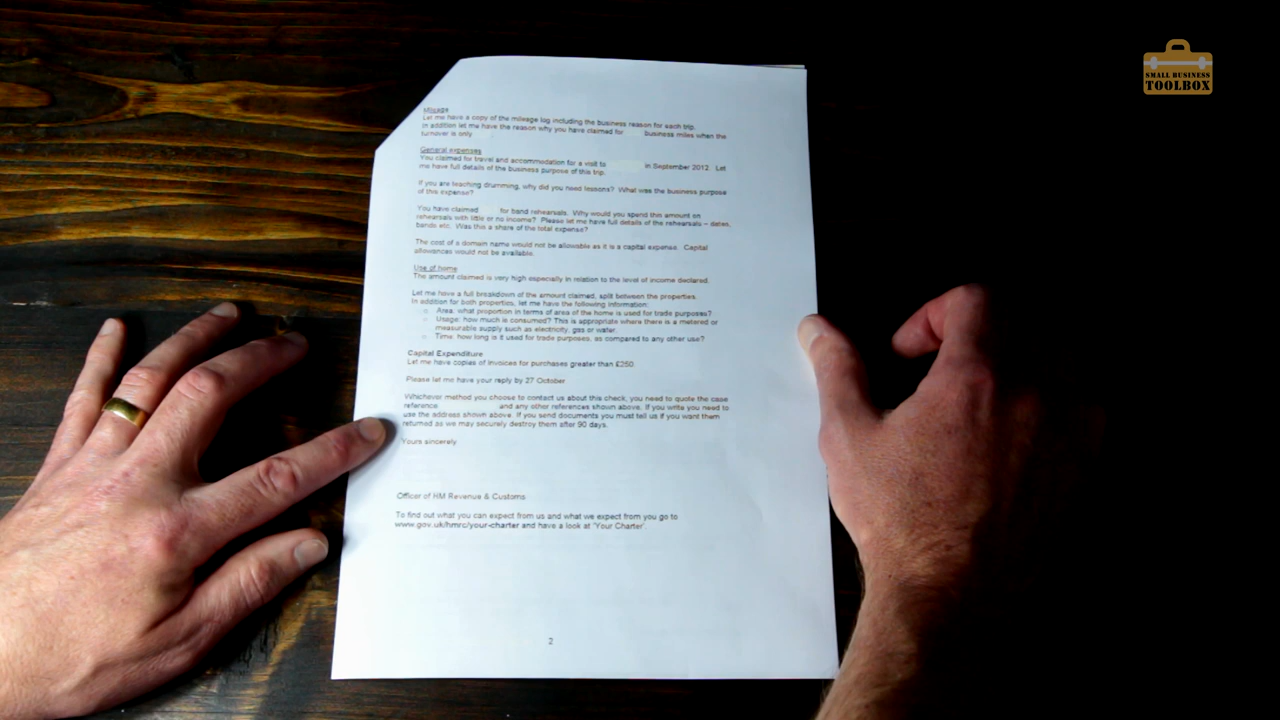 SMALL BUSINESS
TOOLBOX
Mileage
Let me have a copy of the mileage log including the business reason for each trip.
In addition let me have the reason why you have claimed for business miles when the
turnover is only
General expenses
You claimed for travel and accommodation for a visit to in September 2012. Let
me have full details of the business purpose of this trip.
If you are teaching drumming, why did you need lessons? What was the business purpose
of this expense?
You have claimed for band rehearsals. Why would you spend this amount on
rehearsals with little or no income? Please let me have full details of the rehearsals – dates,
bands etc. Was this a share of the total expense?
The cost of a domain name would not be allowable as it is a capital expense. Capital
allowances would not be available.
Use of home
The amount claimed is very high especially in relation to the level of income declared.
Let me have a full breakdown of the amount claimed, split between the properties.
In addition for both properties, let me have the following information:
o Area: what proportion in terms of area of the home is used for trade purposes?
o Usage: how much is consumed? This is appropriate where there is a metered or
measurable supply such as electricity, gas or water.
o Time: how long is it used for trade purposes, as compared to any other use?
Capital Expenditure
Let me have copies of invoices for purchases greater than £250
Please let me have your reply by 27 October
Whichever method you choose to contact us about this check, you need to quote the case
reference and any other references shown above. If you write you need to
use the address shown above. If you send documents you must tell us if you want them
returned as we may securely destroy them after 90 days.
Yours sincerely
Officer of HM Revenue & Customs
To find out what you can expect from us and what we expect from you go to
www.gov.uk/hmrc/your-charter and have a look at 'Your Charter'.
2